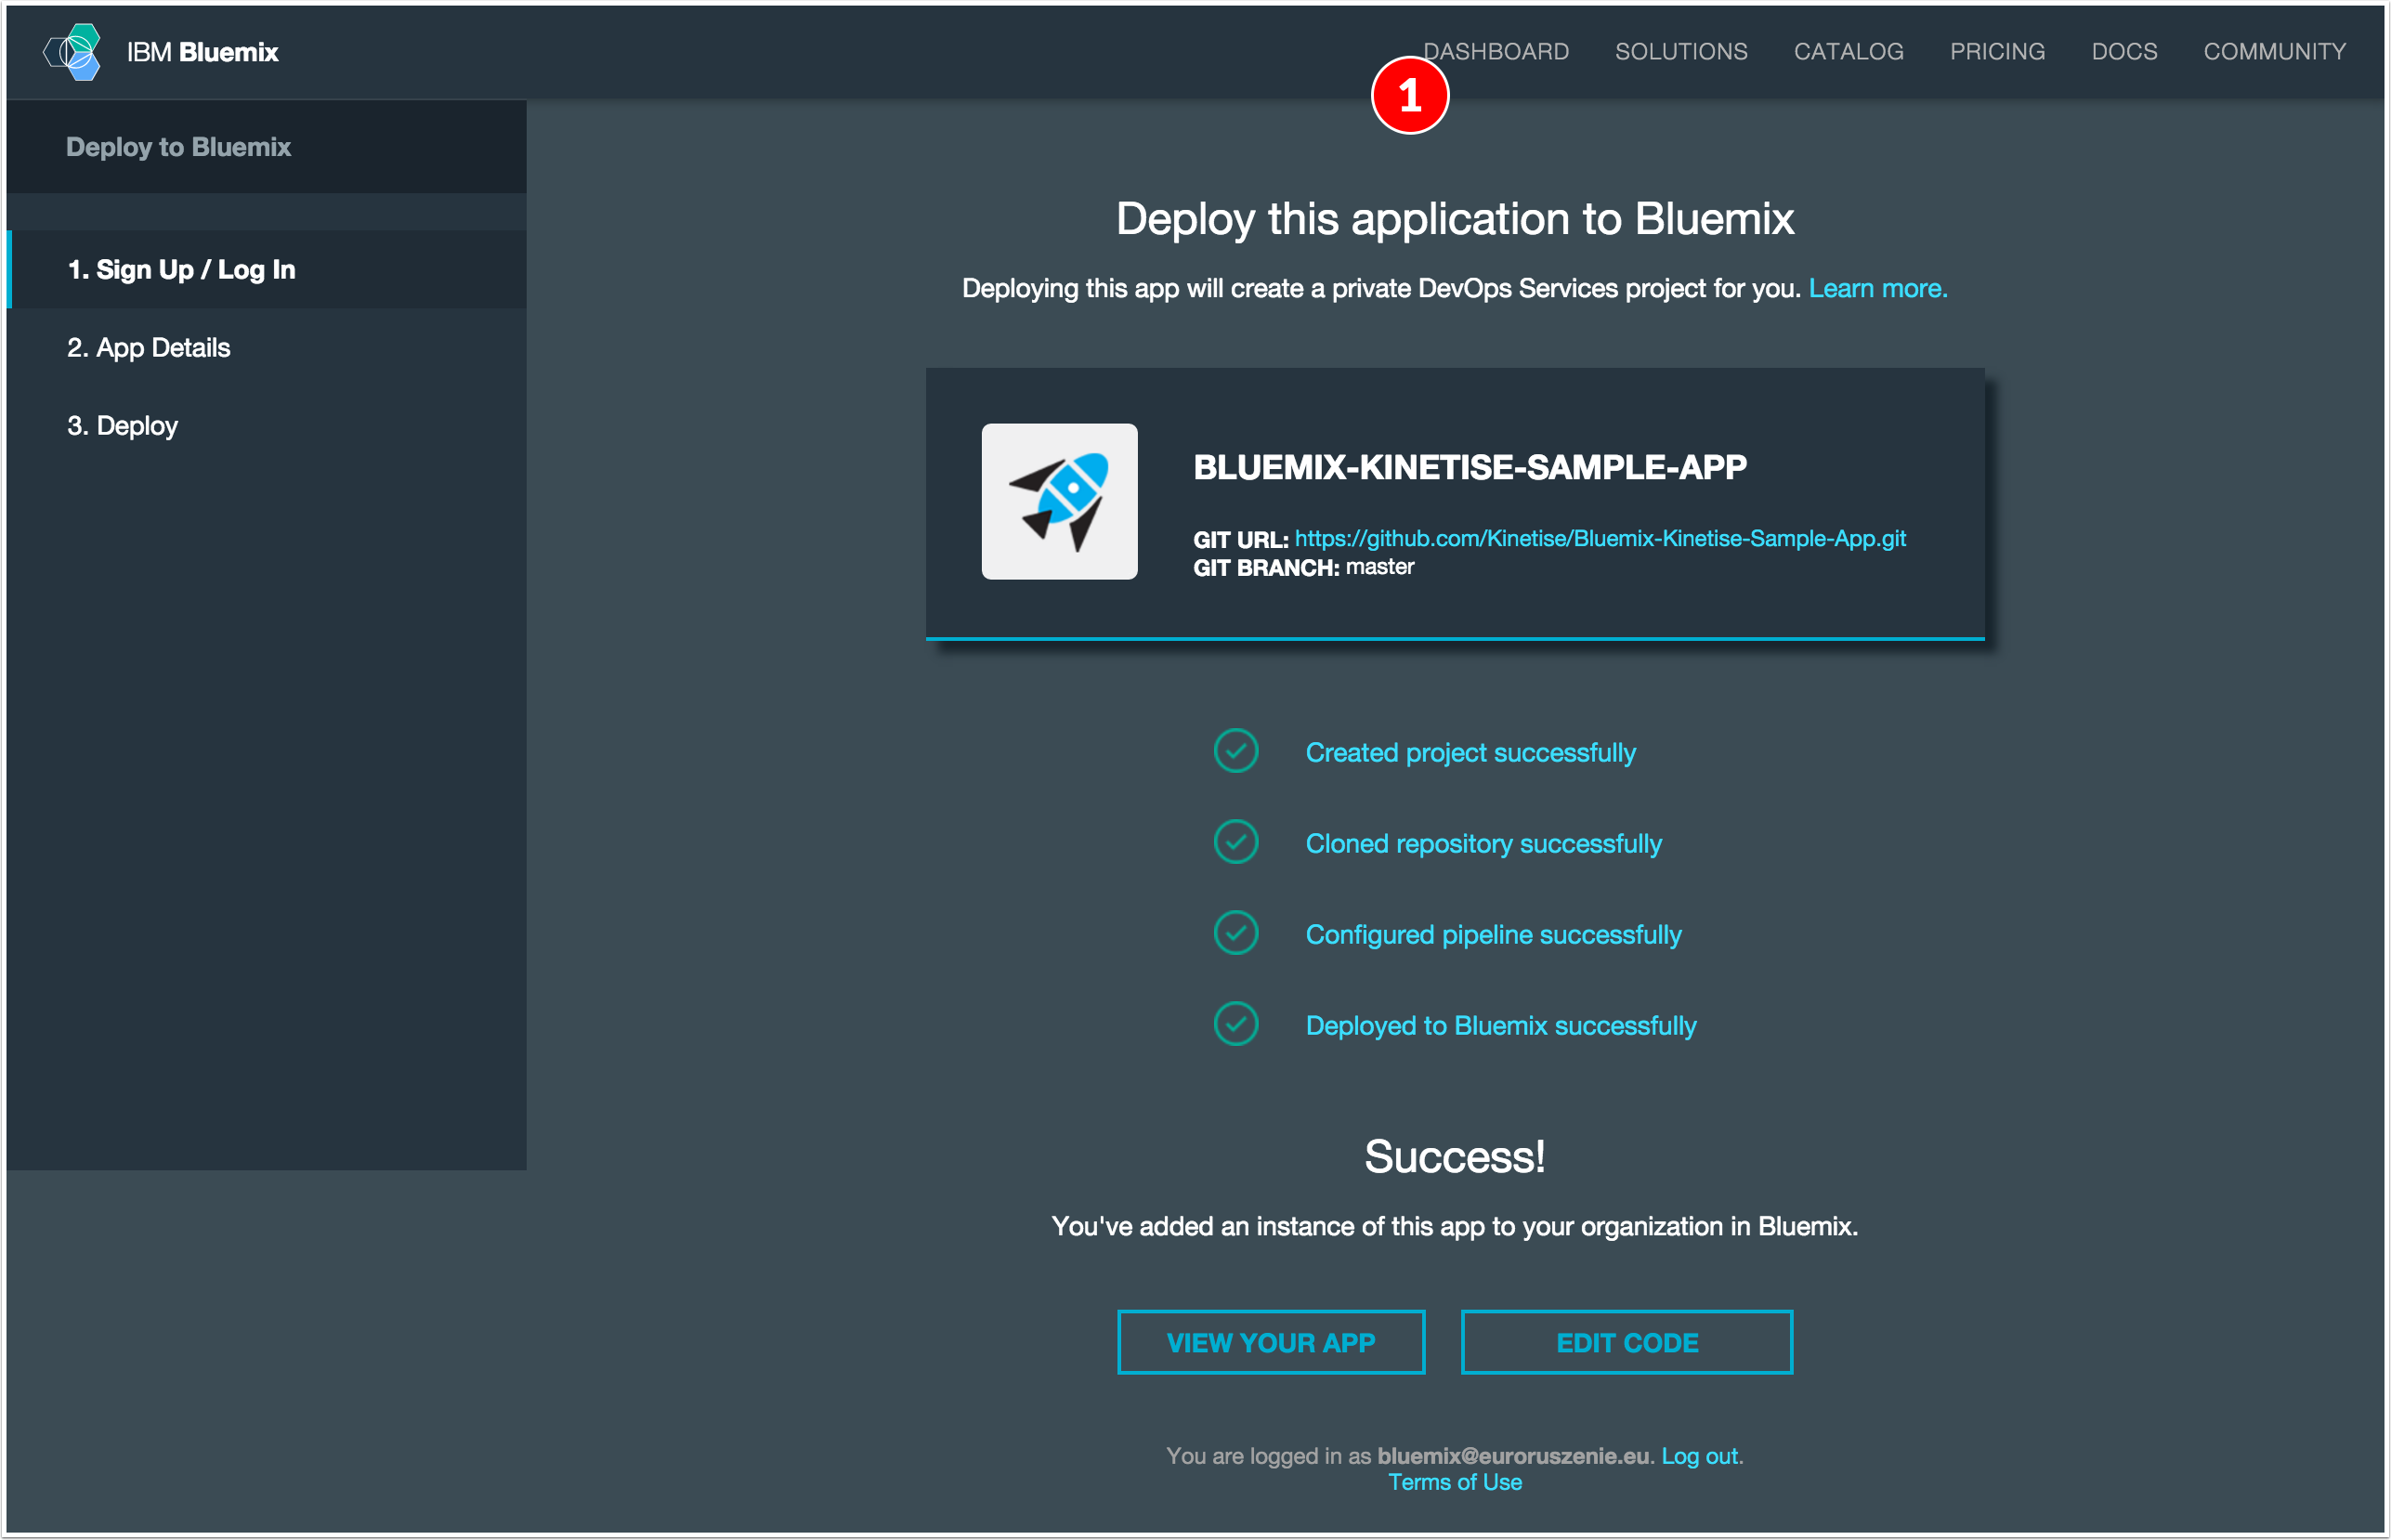 IBM Bluemix
DASHBOARD SOLUTIONS CATALOG PRICING DOCS COMMUNITY
1
Deploy to Bluemix
1. Sign Up / Log In
2. App Details
3. Deploy
Deploy this application to Bluemix
Deploying this app will create a private DevOps Services project for you. Learn more.
BLUEMIX-KINETISE-SAMPLE-APP
GIT URL: https://github.com/Kinetise/Bluemix-Kinetise-Sample-App.git
GIT BRANCH: master
Created project successfully
Cloned repository successfully
Configured pipeline successfully
Deployed to Bluemix successfully
Success!
You've added an instance of this app to your organization in Bluemix.
VIEW YOUR APP EDIT CODE
You are logged in as bluemix@euroruszenie.eu. Log out.
Terms of Use